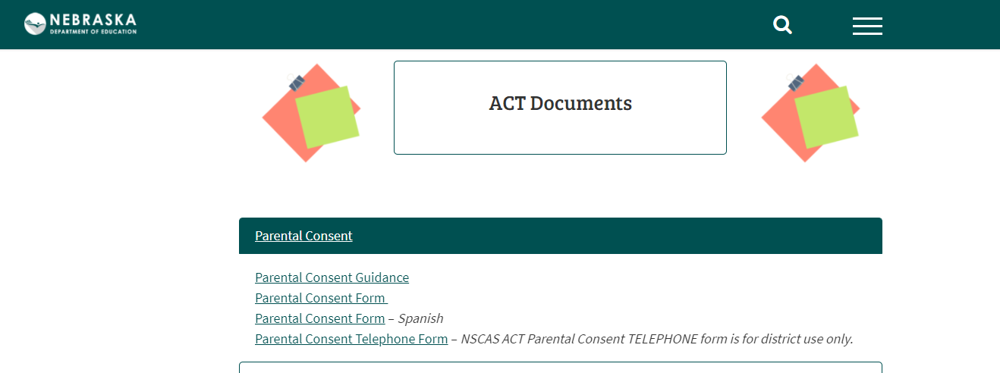 NEBRASKA
DEPARTMENT OF EDUCATION
ACT Documents
Parental Consent
Parental Consent Guidance
Parental Consent Form
Parental Consent Form – Spanish
Parental Consent Telephone Form – NSCAS ACT Parental Consent TELEPHONE form is for district use only.